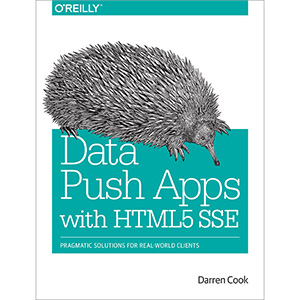 O'REILLY®
Data
Push Apps
with HTML5 SSE
PRAGMATIC SOLUTIONS FOR REAL-WORLD CLIENTS
Darren Cook